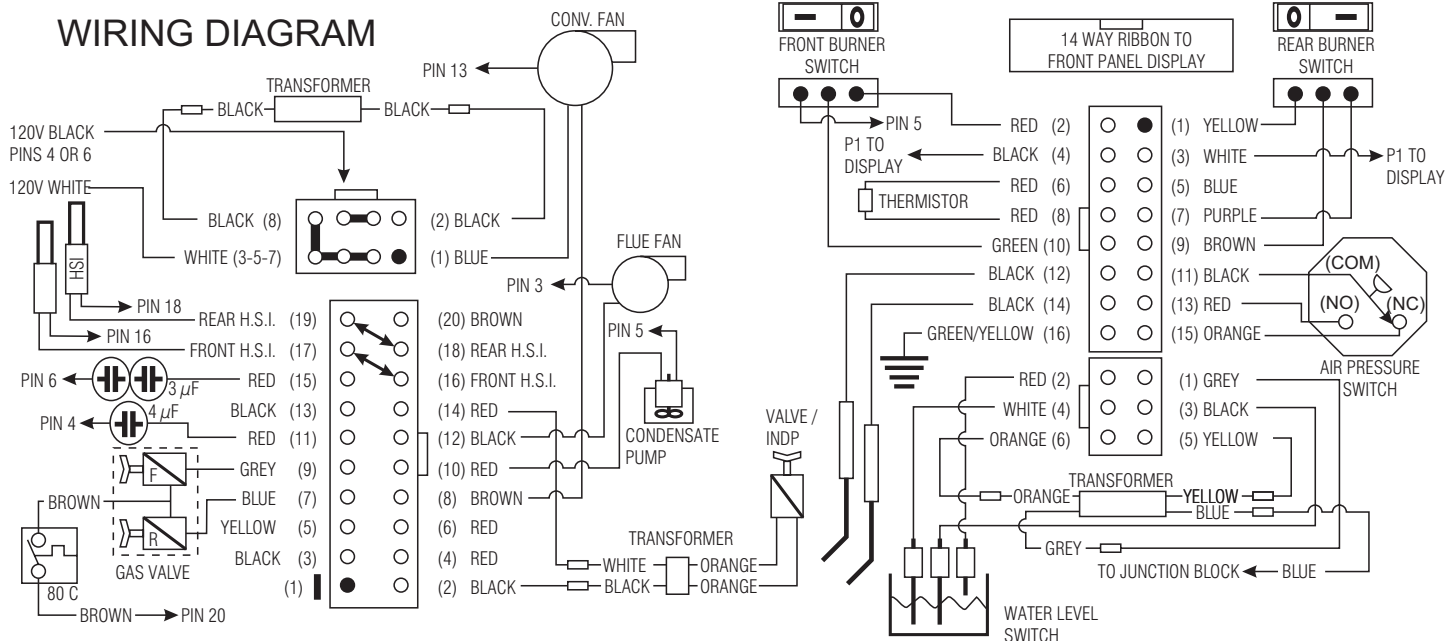 WIRING DIAGRAM
CONV. FAN
PIN 13
TRANSFORMER
BLACK
BLACK
120V BLACK
PINS 4 OR 6
120V WHITE
BLACK (8)
(2) BLACK
WHITE (3-5-7)
(1) BLUE
HSI
PIN 18
PIN 16
FLUE FAN
PIN 3
PIN 5
CONDENSATE
PUMP
REAR H.S.I. (19)
(20) BROWN
FRONT H.S.I. (17)
(18) REAR H.S.I.
PIN 6
3 µF
RED (15)
(16) FRONT H.S.I.
BLACK (13)
(14) RED
PIN 4
4 µF
RED (11)
(12) BLACK
GREY (9)
(10) RED
BLUE (7)
(8) BROWN
YELLOW (5)
(6) RED
BLACK (3)
(4) RED
(1)
(2) BLACK
F
R
GAS VALVE
BROWN
80 C
BROWN
PIN 20
TRANSFORMER
WHITE
ORANGE
BLACK
ORANGE
VALVE /
INDP
FRONT BURNER
SWITCH
0
14 WAY RIBBON TO
FRONT PANEL DISPLAY
0
REAR BURNER
SWITCH
PIN 5
P1 TO
DISPLAY
THERMISTOR
RED (2)
(1) YELLOW
BLACK (4)
(3) WHITE
P1 TO
DISPLAY
RED (6)
(5) BLUE
RED (8)
(7) PURPLE
GREEN (10)
(9) BROWN
BLACK (12)
(11) BLACK
BLACK (14)
(13) RED
GREEN/YELLOW (16)
(15) ORANGE
(COM)
(NO)
(NC)
AIR PRESSURE
SWITCH
RED (2)
(1) GREY
WHITE (4)
(3) BLACK
ORANGE (6)
(5) YELLOW
TRANSFORMER
ORANGE
YELLOW
BLUE
GREY
TO JUNCTION BLOCK
BLUE
WATER LEVEL
SWITCH